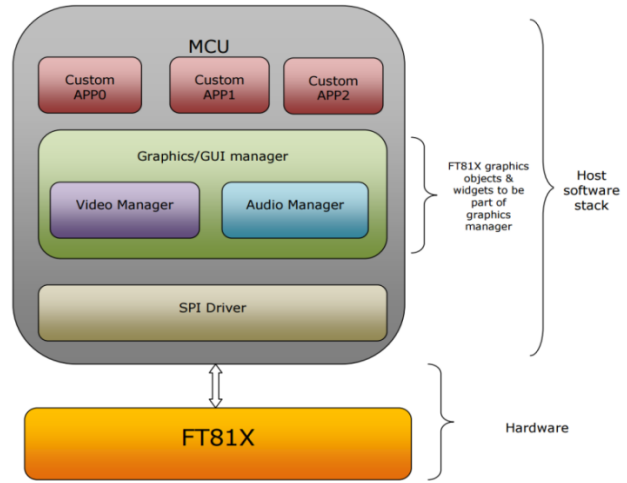 MCU
Custom
APP0
Custom
APP1
Custom
APP2
Graphics/GUI manager
Video Manager
Audio Manager
SPI Driver
FT81X
FT81X graphics
objects &
widgets to be
part of
graphics
manager
Host
software
stack
Hardware